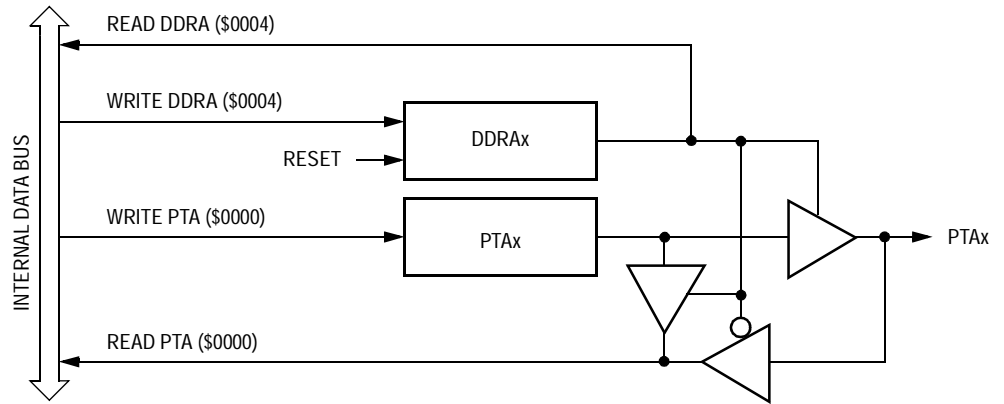 READ DDRA ($0004)
WRITE DDRA ($0004)
DDRAx
RESET
WRITE PTA ($0000)
PTAx
PTAx
READ PTA ($0000)
INTERNAL DATA BUS